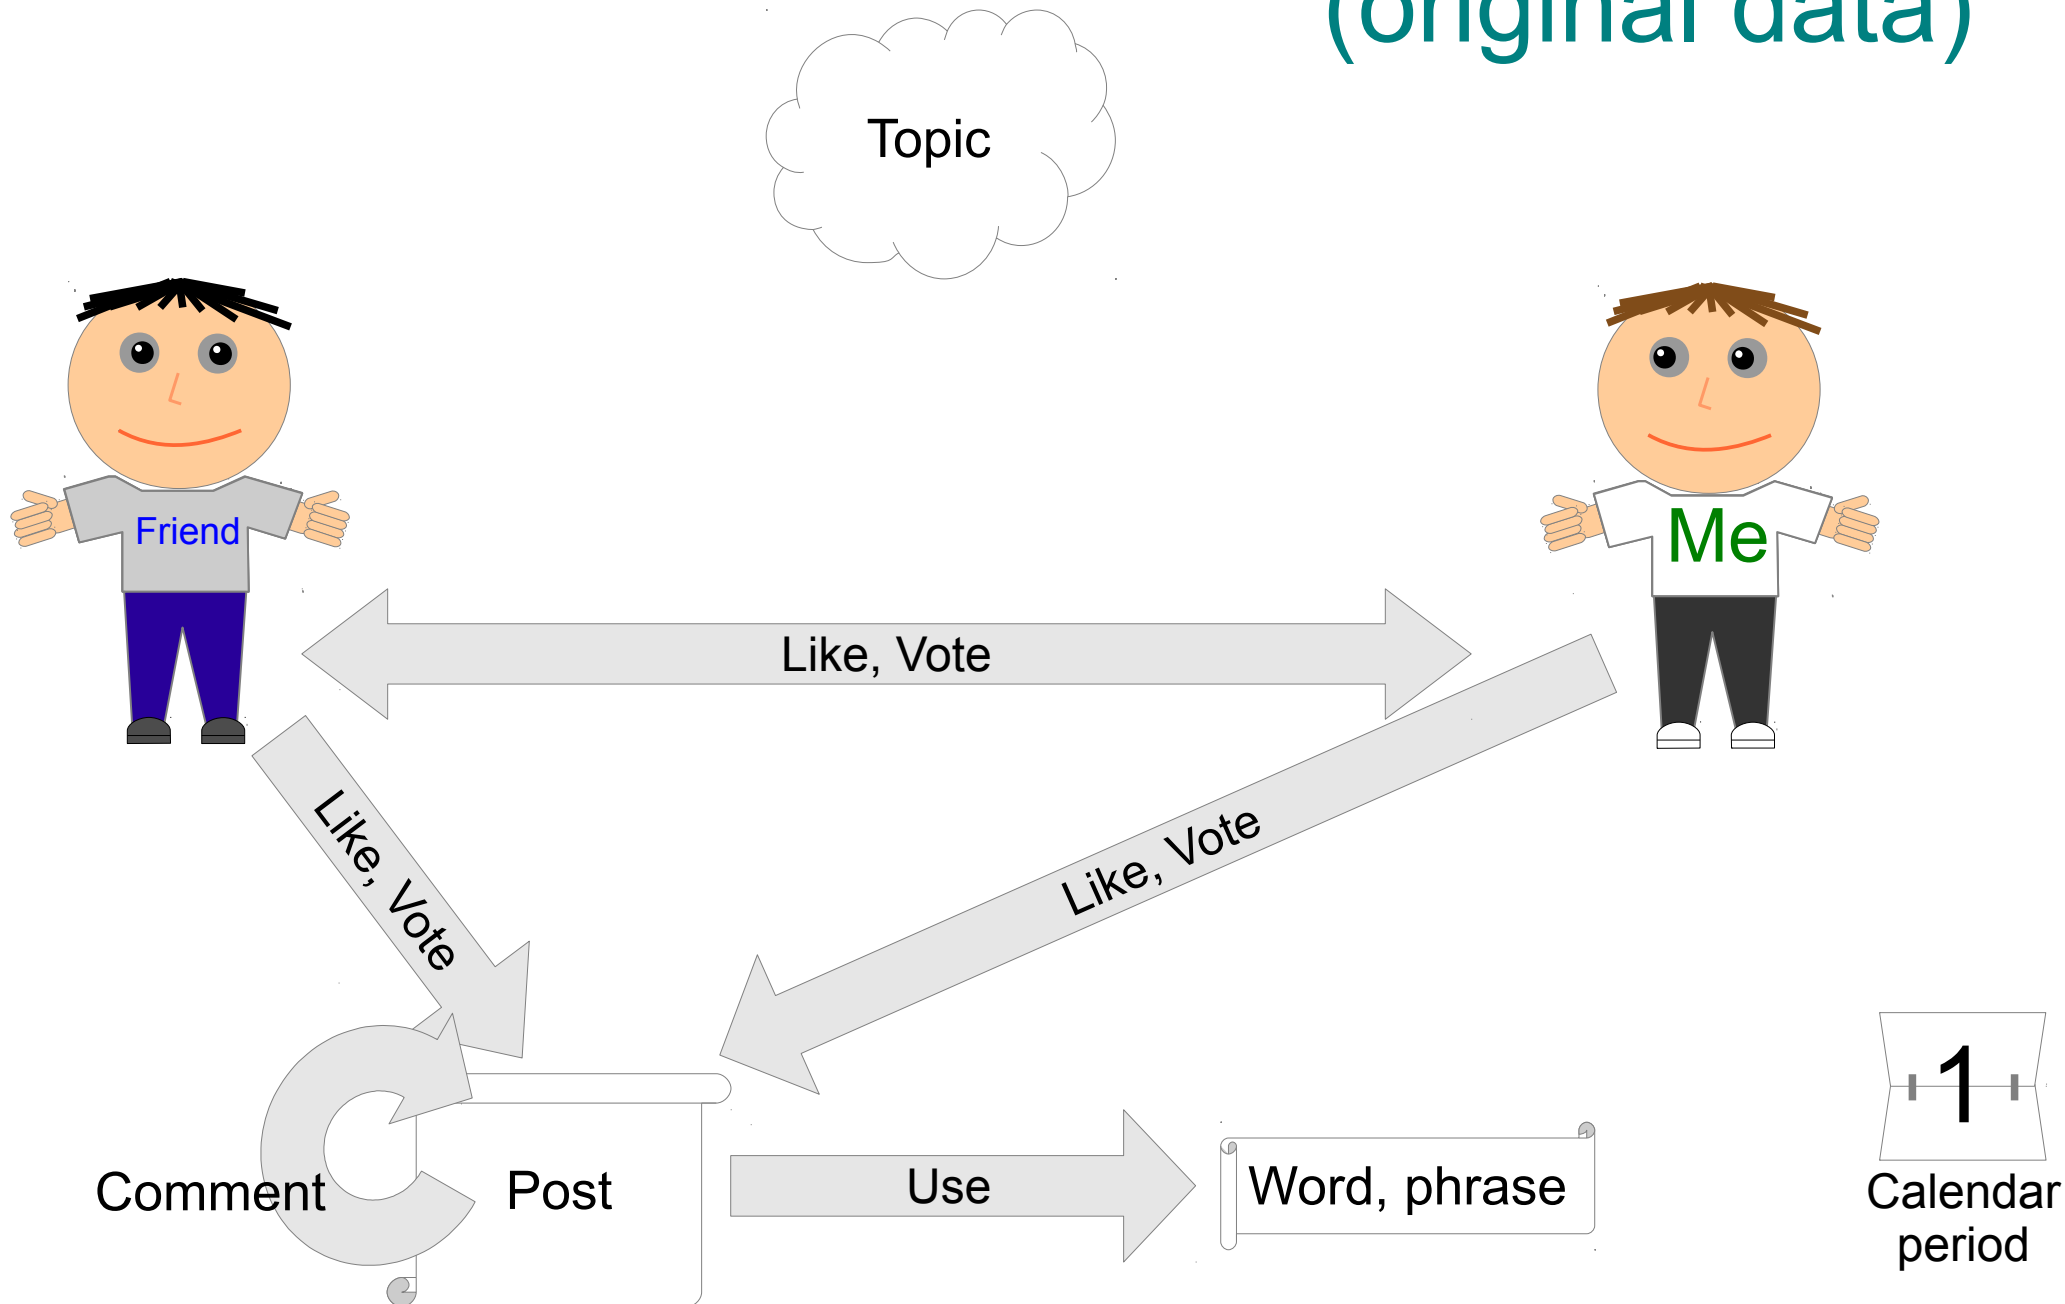 (original data)
Topic
Friend
Me
Like, Vote
Like, Vote
Like, Vote
1
Comment
Post
Use
Word, phrase
Calendar
period